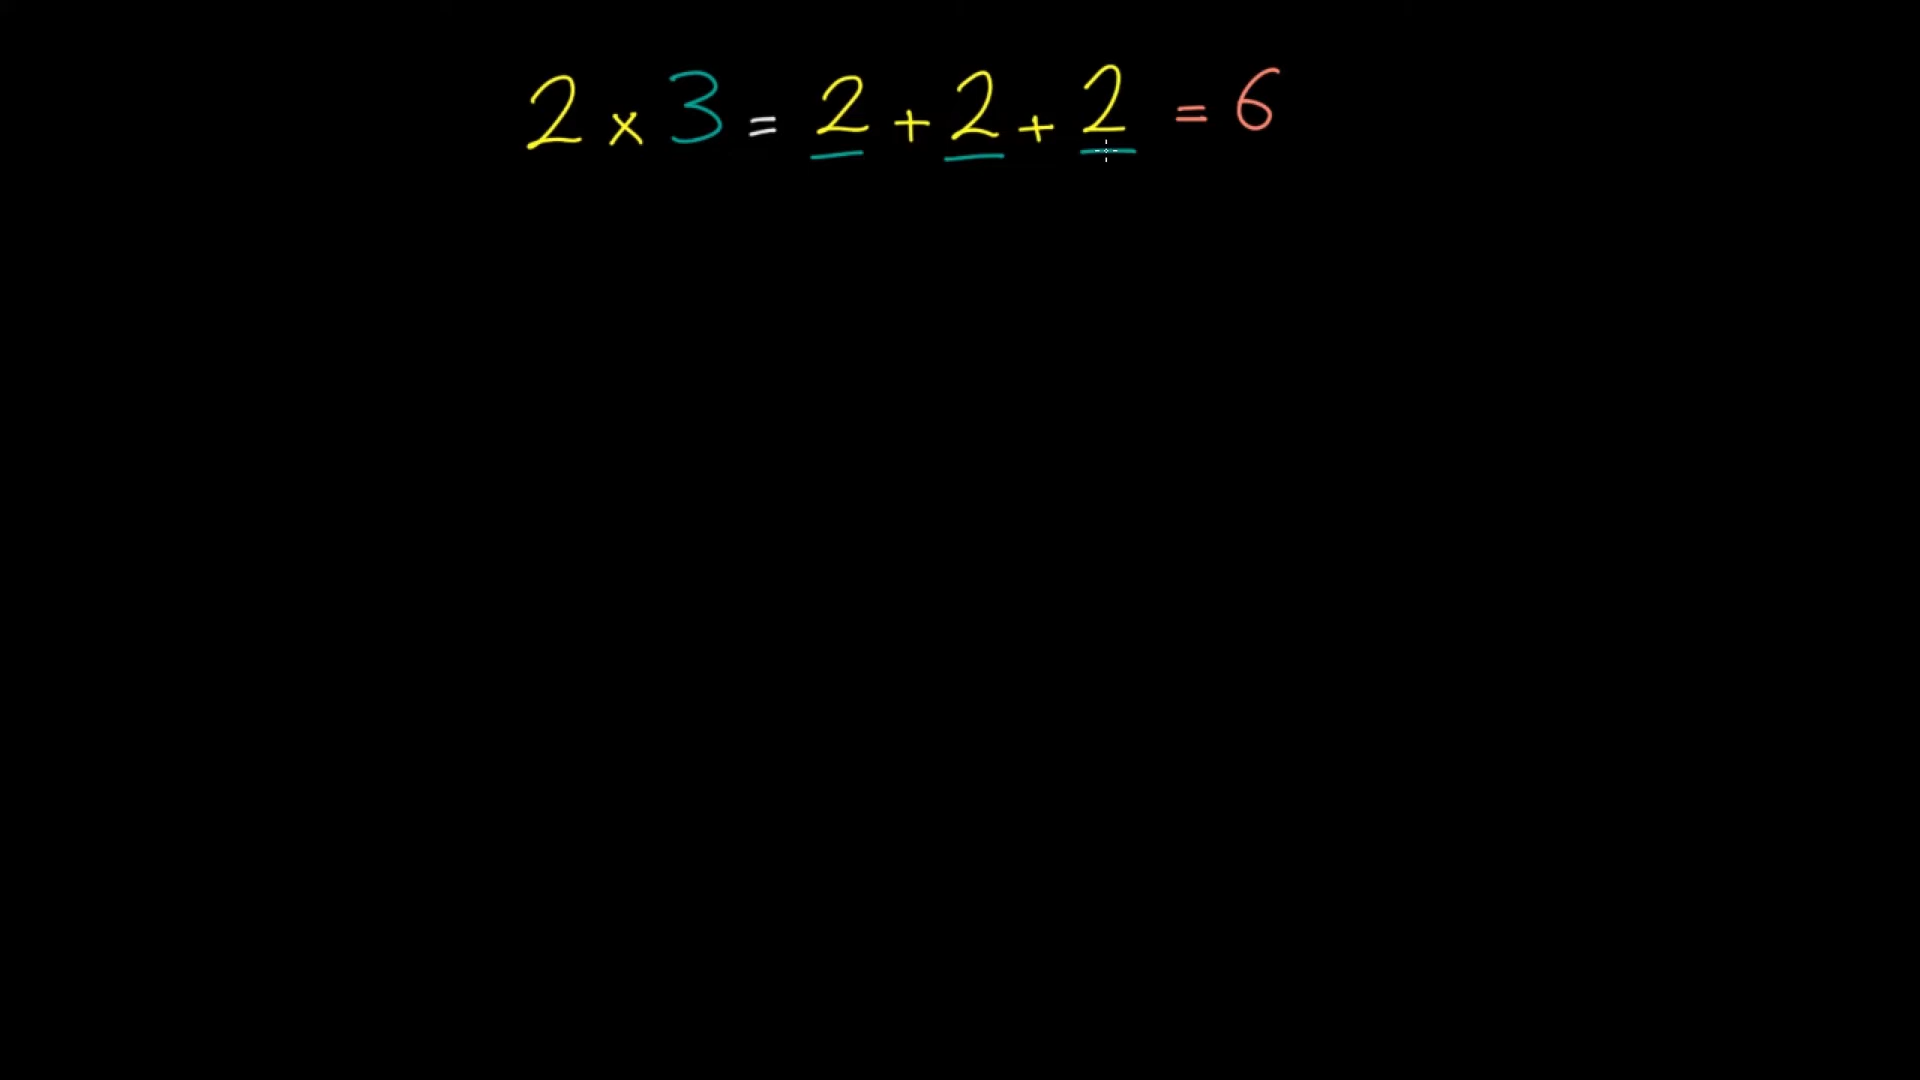 2 x 3 = 2 + 2 + 2 = 6